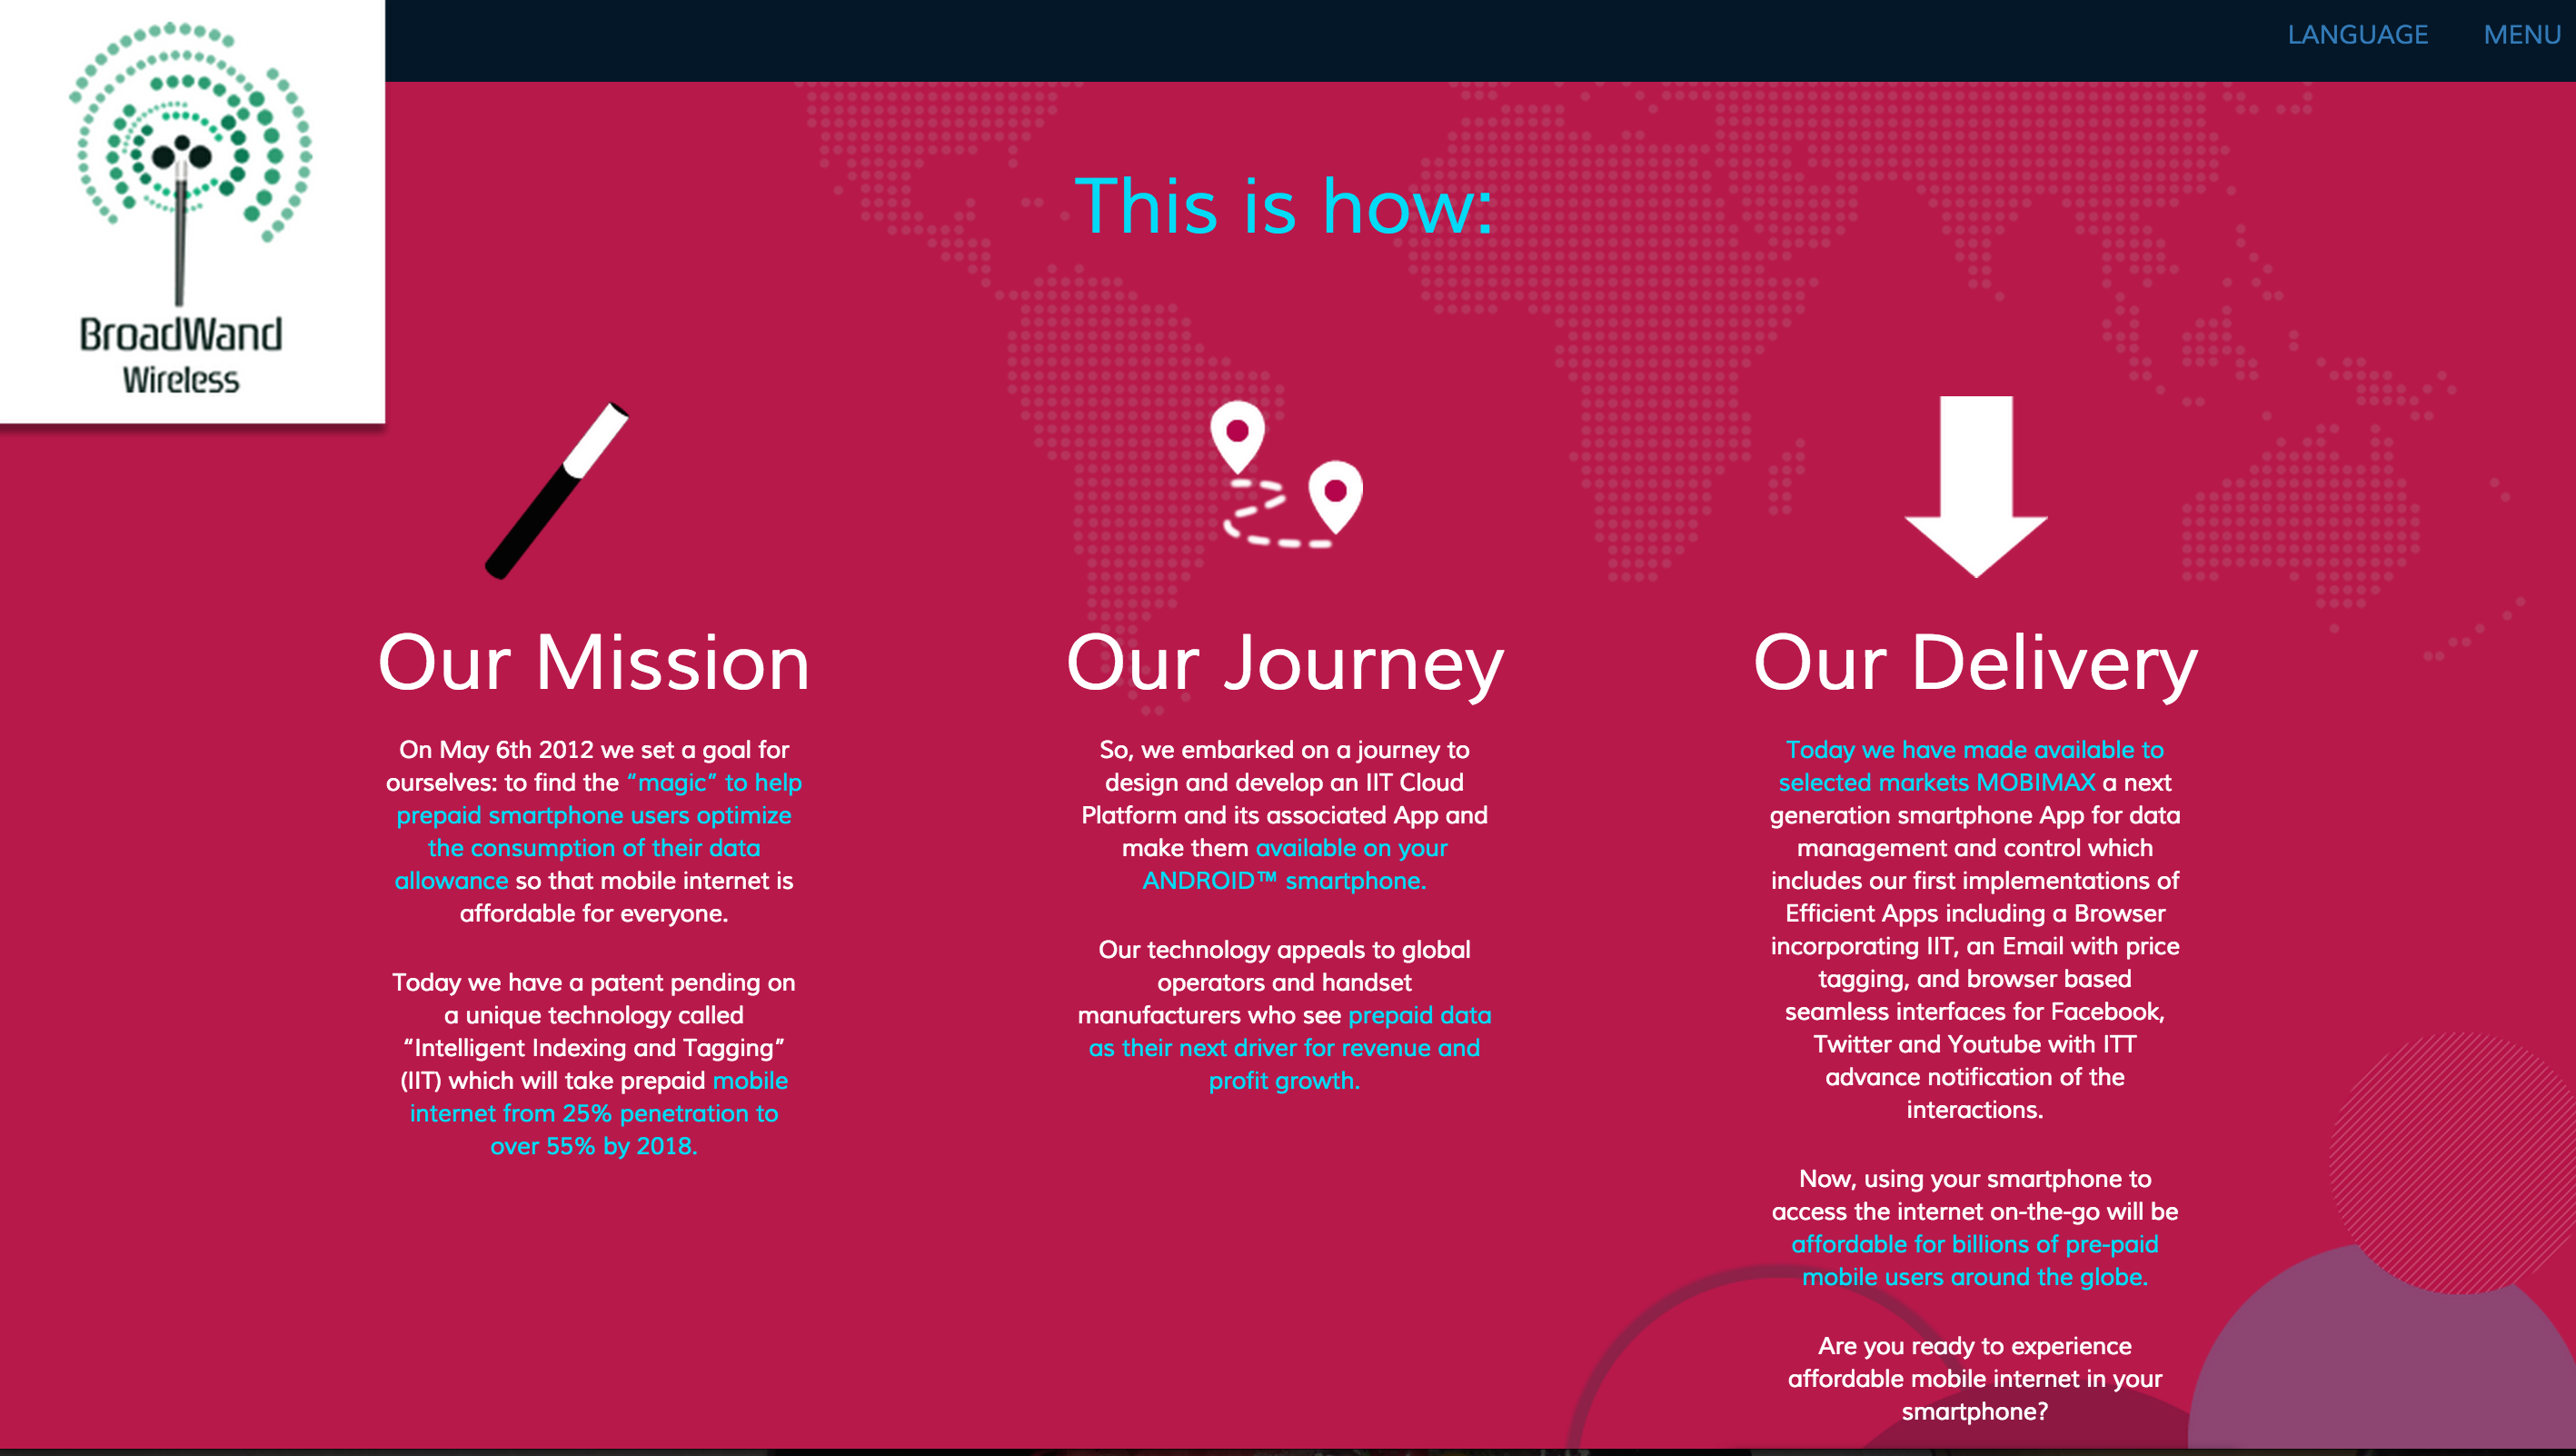 BroadWand
Wireless
LANGUAGE
MENU
This is how:
Our Mission
On May 6th 2012 we set a goal for
ourselves: to find the “magic” to help
prepaid smartphone users optimize
the consumption of their data
allowance so that mobile internet is
affordable for everyone.
Today we have a patent pending on
a unique technology called
“Intelligent Indexing and Tagging”
(IIT) which will take prepaid mobile
internet from 25% penetration to
over 55% by 2018.
Our Journey
So, we embarked on a journey to
design and develop an IIT Cloud
Platform and its associated App and
make them available on your
ANDROID™ smartphone.
Our technology appeals to global
operators and handset
manufacturers who see prepaid data
as their next driver for revenue and
profit growth.
Our Delivery
Today we have made available to
selected markets MOBIMAX a next
generation smartphone App for data
management and control which
includes our first implementations of
Efficient Apps including a Browser
incorporating IIT, an Email with price
tagging, and browser based
seamless interfaces for Facebook,
Twitter and Youtube with ITT
advance notification of the
interactions.
Now, using your smartphone to
access the internet on-the-go will be
affordable for billions of pre-paid
mobile users around the globe.
Are you ready to experience
affordable mobile internet in your
smartphone?